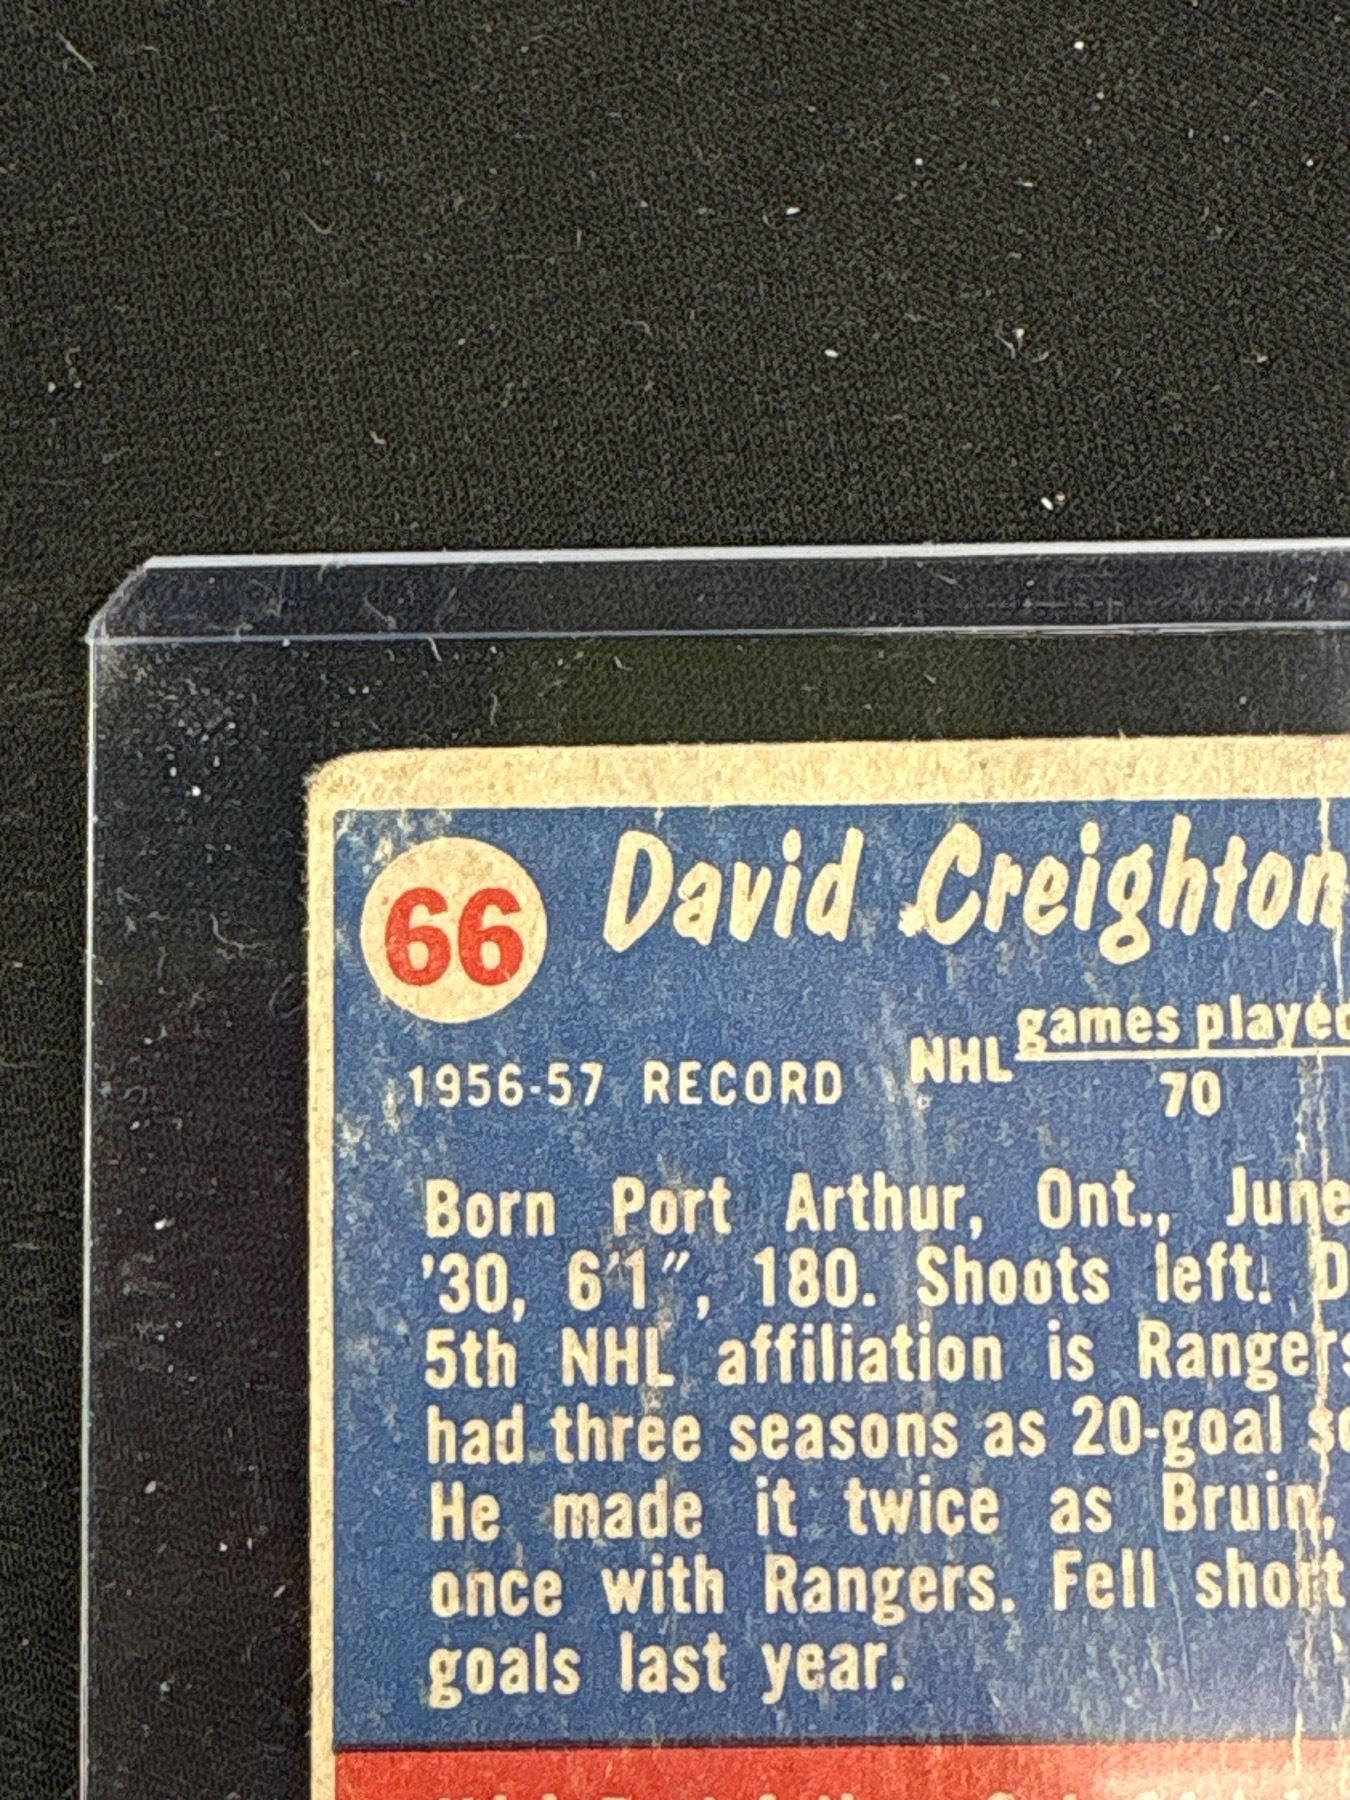 66 David Creighton
1956-57 RECORD NHL games played
70
Born Port Arthur, Ont., June
'30, 6'1", 180. Shoots left.
5th NHL affiliation is Rangers
had three seasons as 20-goal
He made it twice as Bruin,
once with Rangers. Fell short
goals last year.